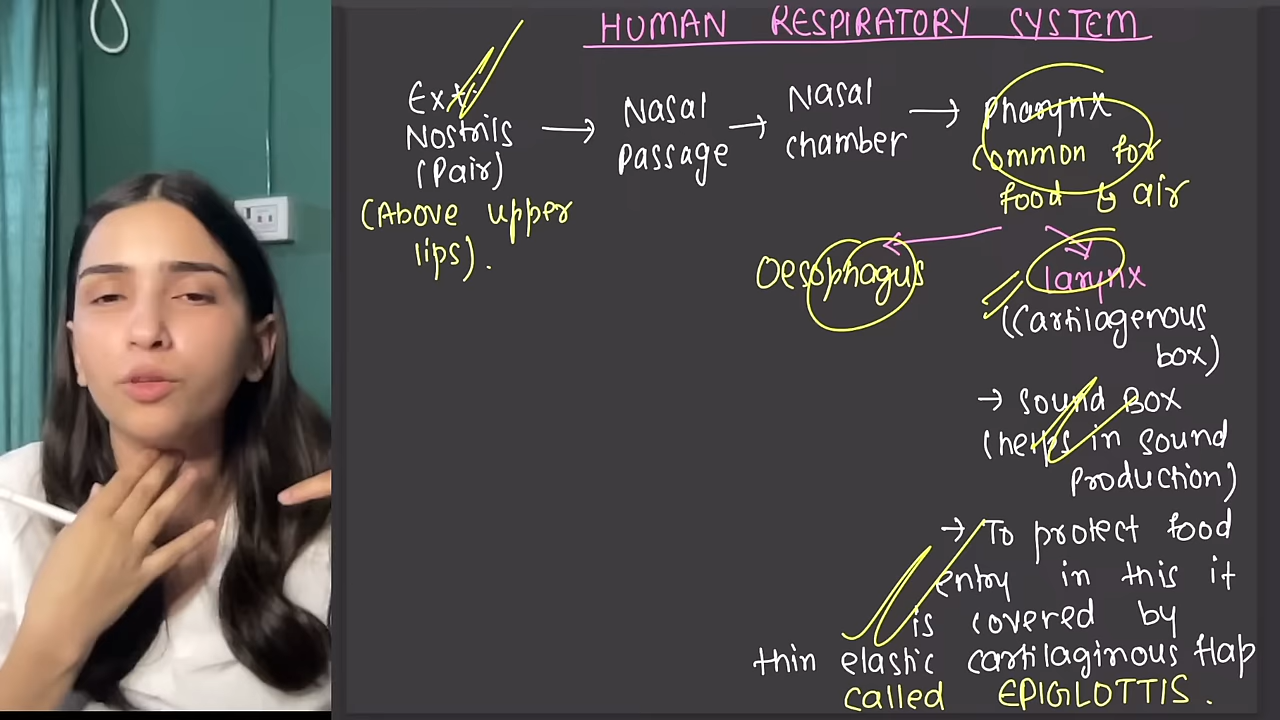 HUMAN RESPIRATORY SYSTEM
Ext.
Nostrils
(Pair)
(Above upper
lips).
→ Nasal
passage
→ Nasal
chamber
→ Pharynx
Common for
food & air
Oesophagus
larynx
(Cartilagenous
box)
→ Sound Box
(helps in sound
Production)
→ To protect food
entry in this it
is covered by
thin elastic cartilaginous flap
called EPIGLOTTIS.